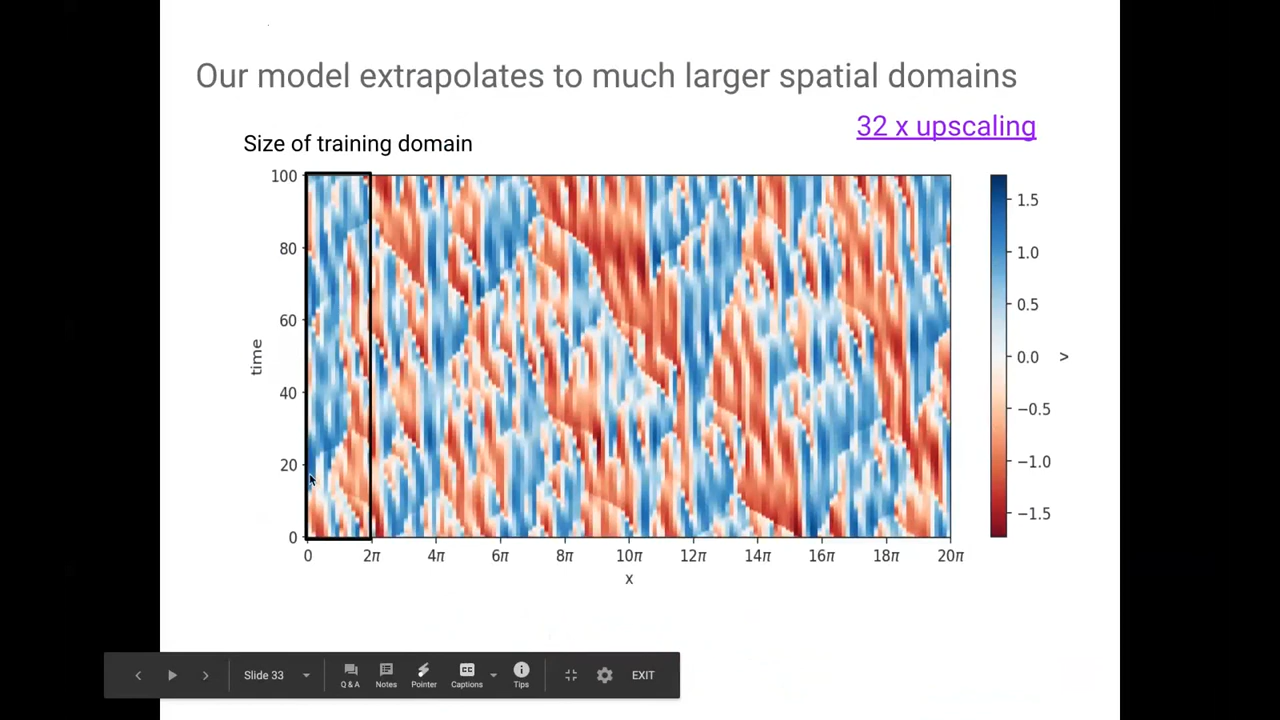 Our model extrapolates to much larger spatial domains
32 x upscaling
Size of training domain
100
80
60
40
20
0
time
0 2π 4π 6π 8π 10π 12π 14π 16π 18π 20π
x
1.5
1.0
0.5
0.0
−0.5
−1.0
−1.5
v
Slide 33
Q & A Notes Pointer Captions Tips
CC
EXIT